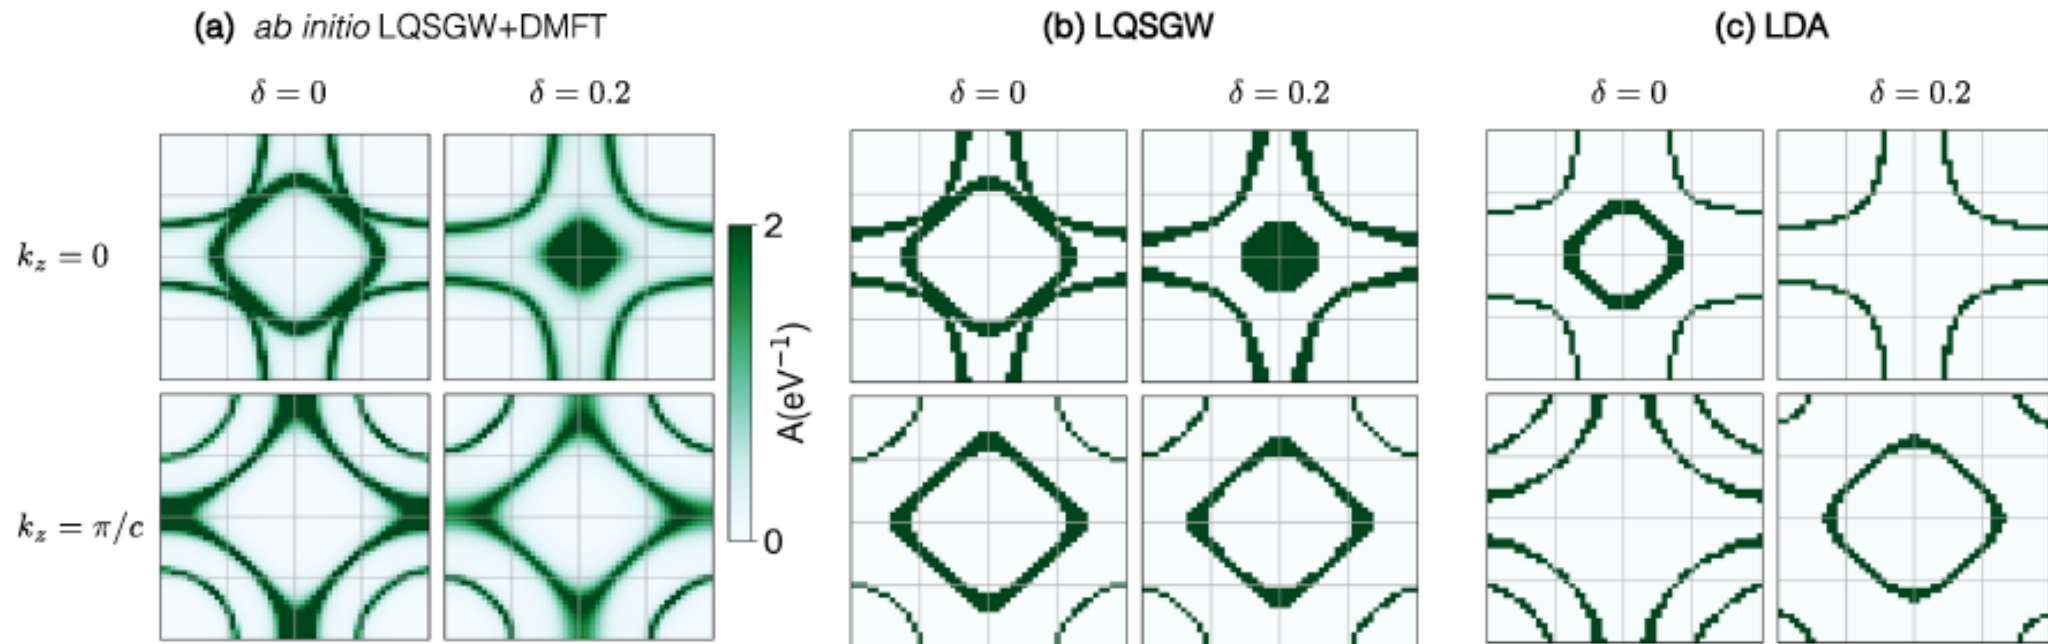 (a) ab initio LQSGW+DMFT (b) LQSGW (c) LDA
δ = 0 δ = 0.2 δ = 0 δ = 0.2 δ = 0 δ = 0.2
k_z = 0
2
A(eV⁻¹)
0
k_z = π/c